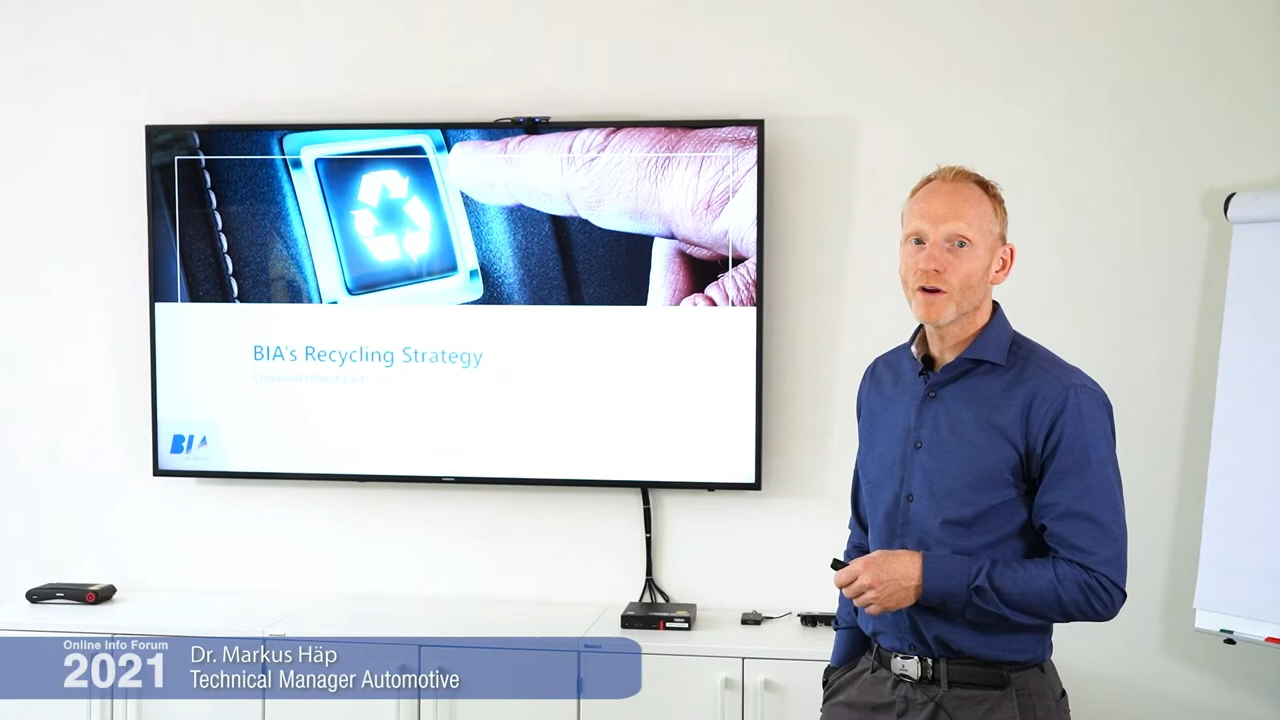 BIA's Recycling Strategy
BIA
Online Info Forum
2021
Dr. Markus Häp
Technical Manager Automotive